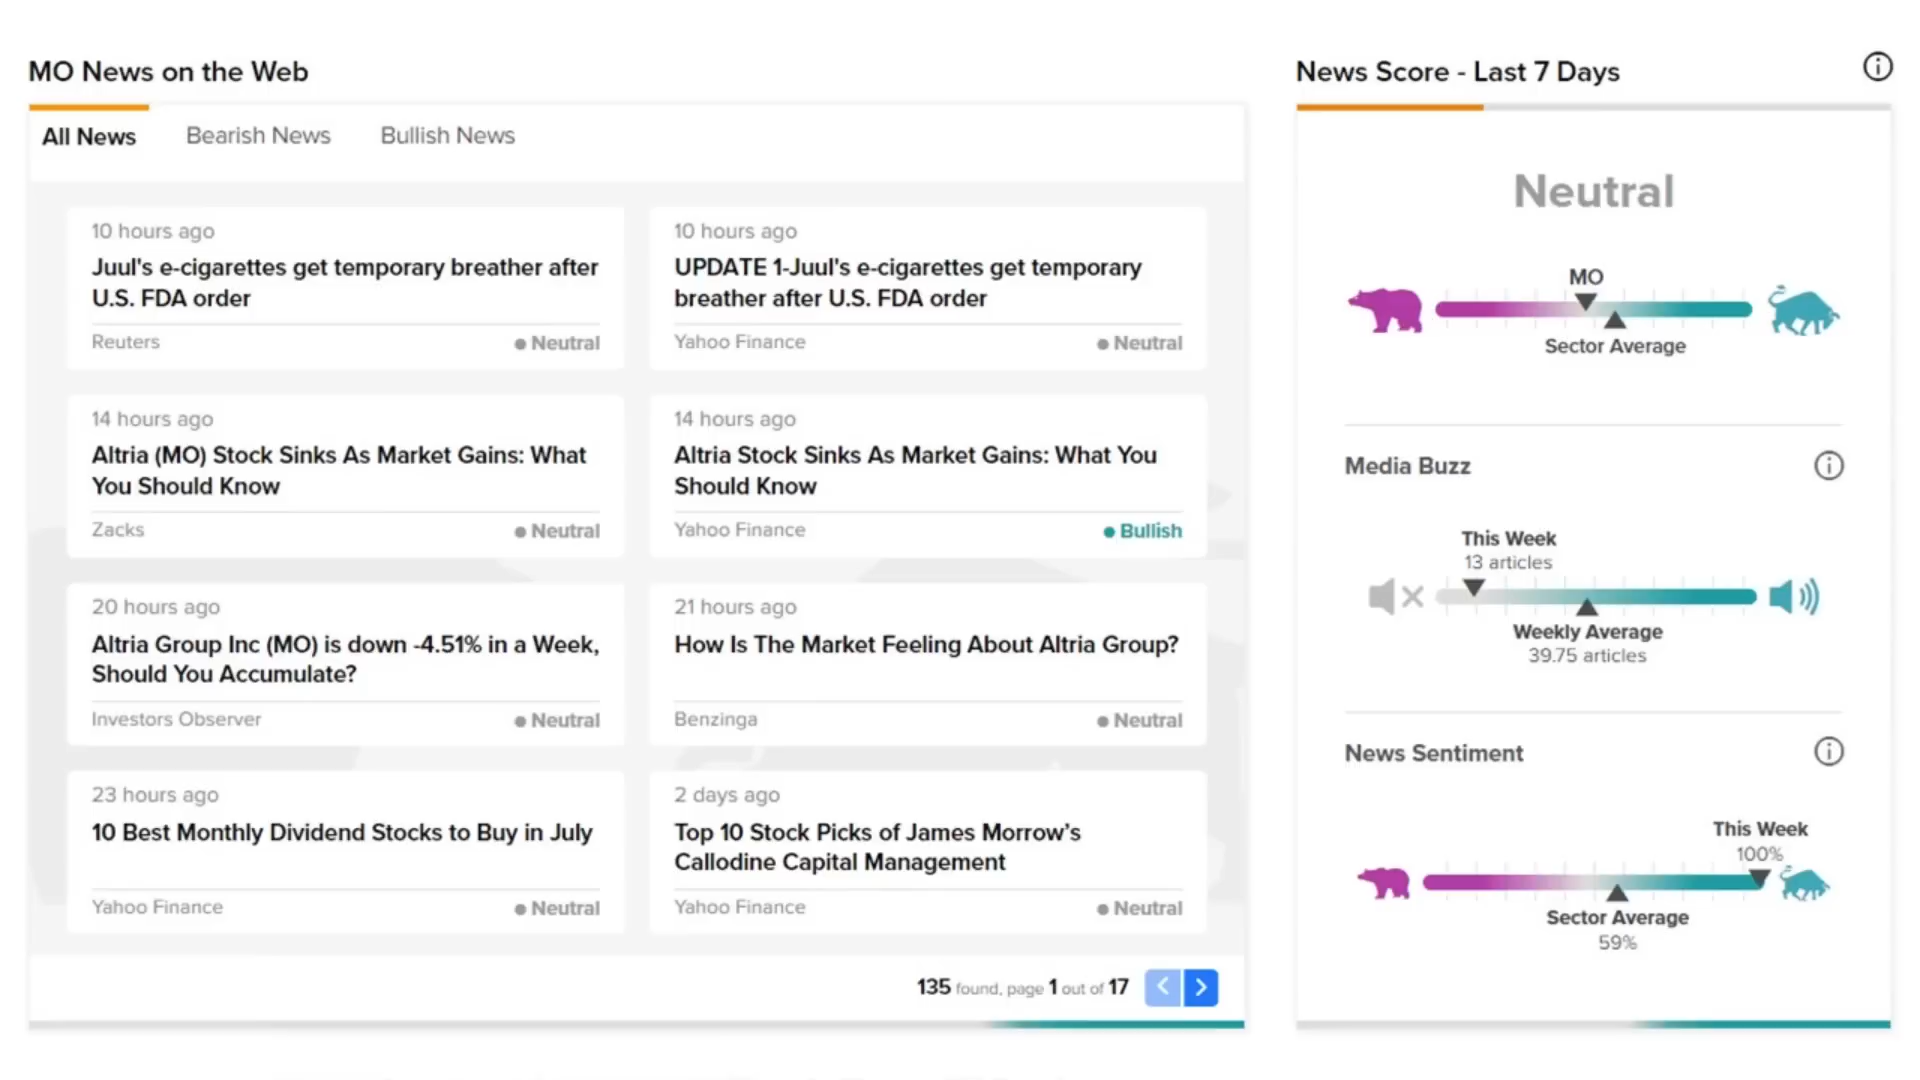 MO News on the Web
All News
Bearish News
Bullish News
10 hours ago
Juul's e-cigarettes get temporary breather after
U.S. FDA order
Reuters
Neutral
10 hours ago
UPDATE 1-Juul's e-cigarettes get temporary
breather after U.S. FDA order
Yahoo Finance
Neutral
14 hours ago
Altria (MO) Stock Sinks As Market Gains: What
You Should Know
Zacks
Neutral
14 hours ago
Altria Stock Sinks As Market Gains: What You
Should Know
Yahoo Finance
Bullish
20 hours ago
Altria Group Inc (MO) is down -4.51% in a Week,
Should You Accumulate?
Investors Observer
Neutral
21 hours ago
How Is The Market Feeling About Altria Group?
Benzinga
Neutral
23 hours ago
10 Best Monthly Dividend Stocks to Buy in July
Yahoo Finance
Neutral
2 days ago
Top 10 Stock Picks of James Morrow’s
Callodine Capital Management
Yahoo Finance
Neutral
135 found, page 1 out of 17
News Score - Last 7 Days
Neutral
MO
Sector Average
Media Buzz
This Week
13 articles
Weekly Average
39.75 articles
News Sentiment
This Week
100%
Sector Average
59%